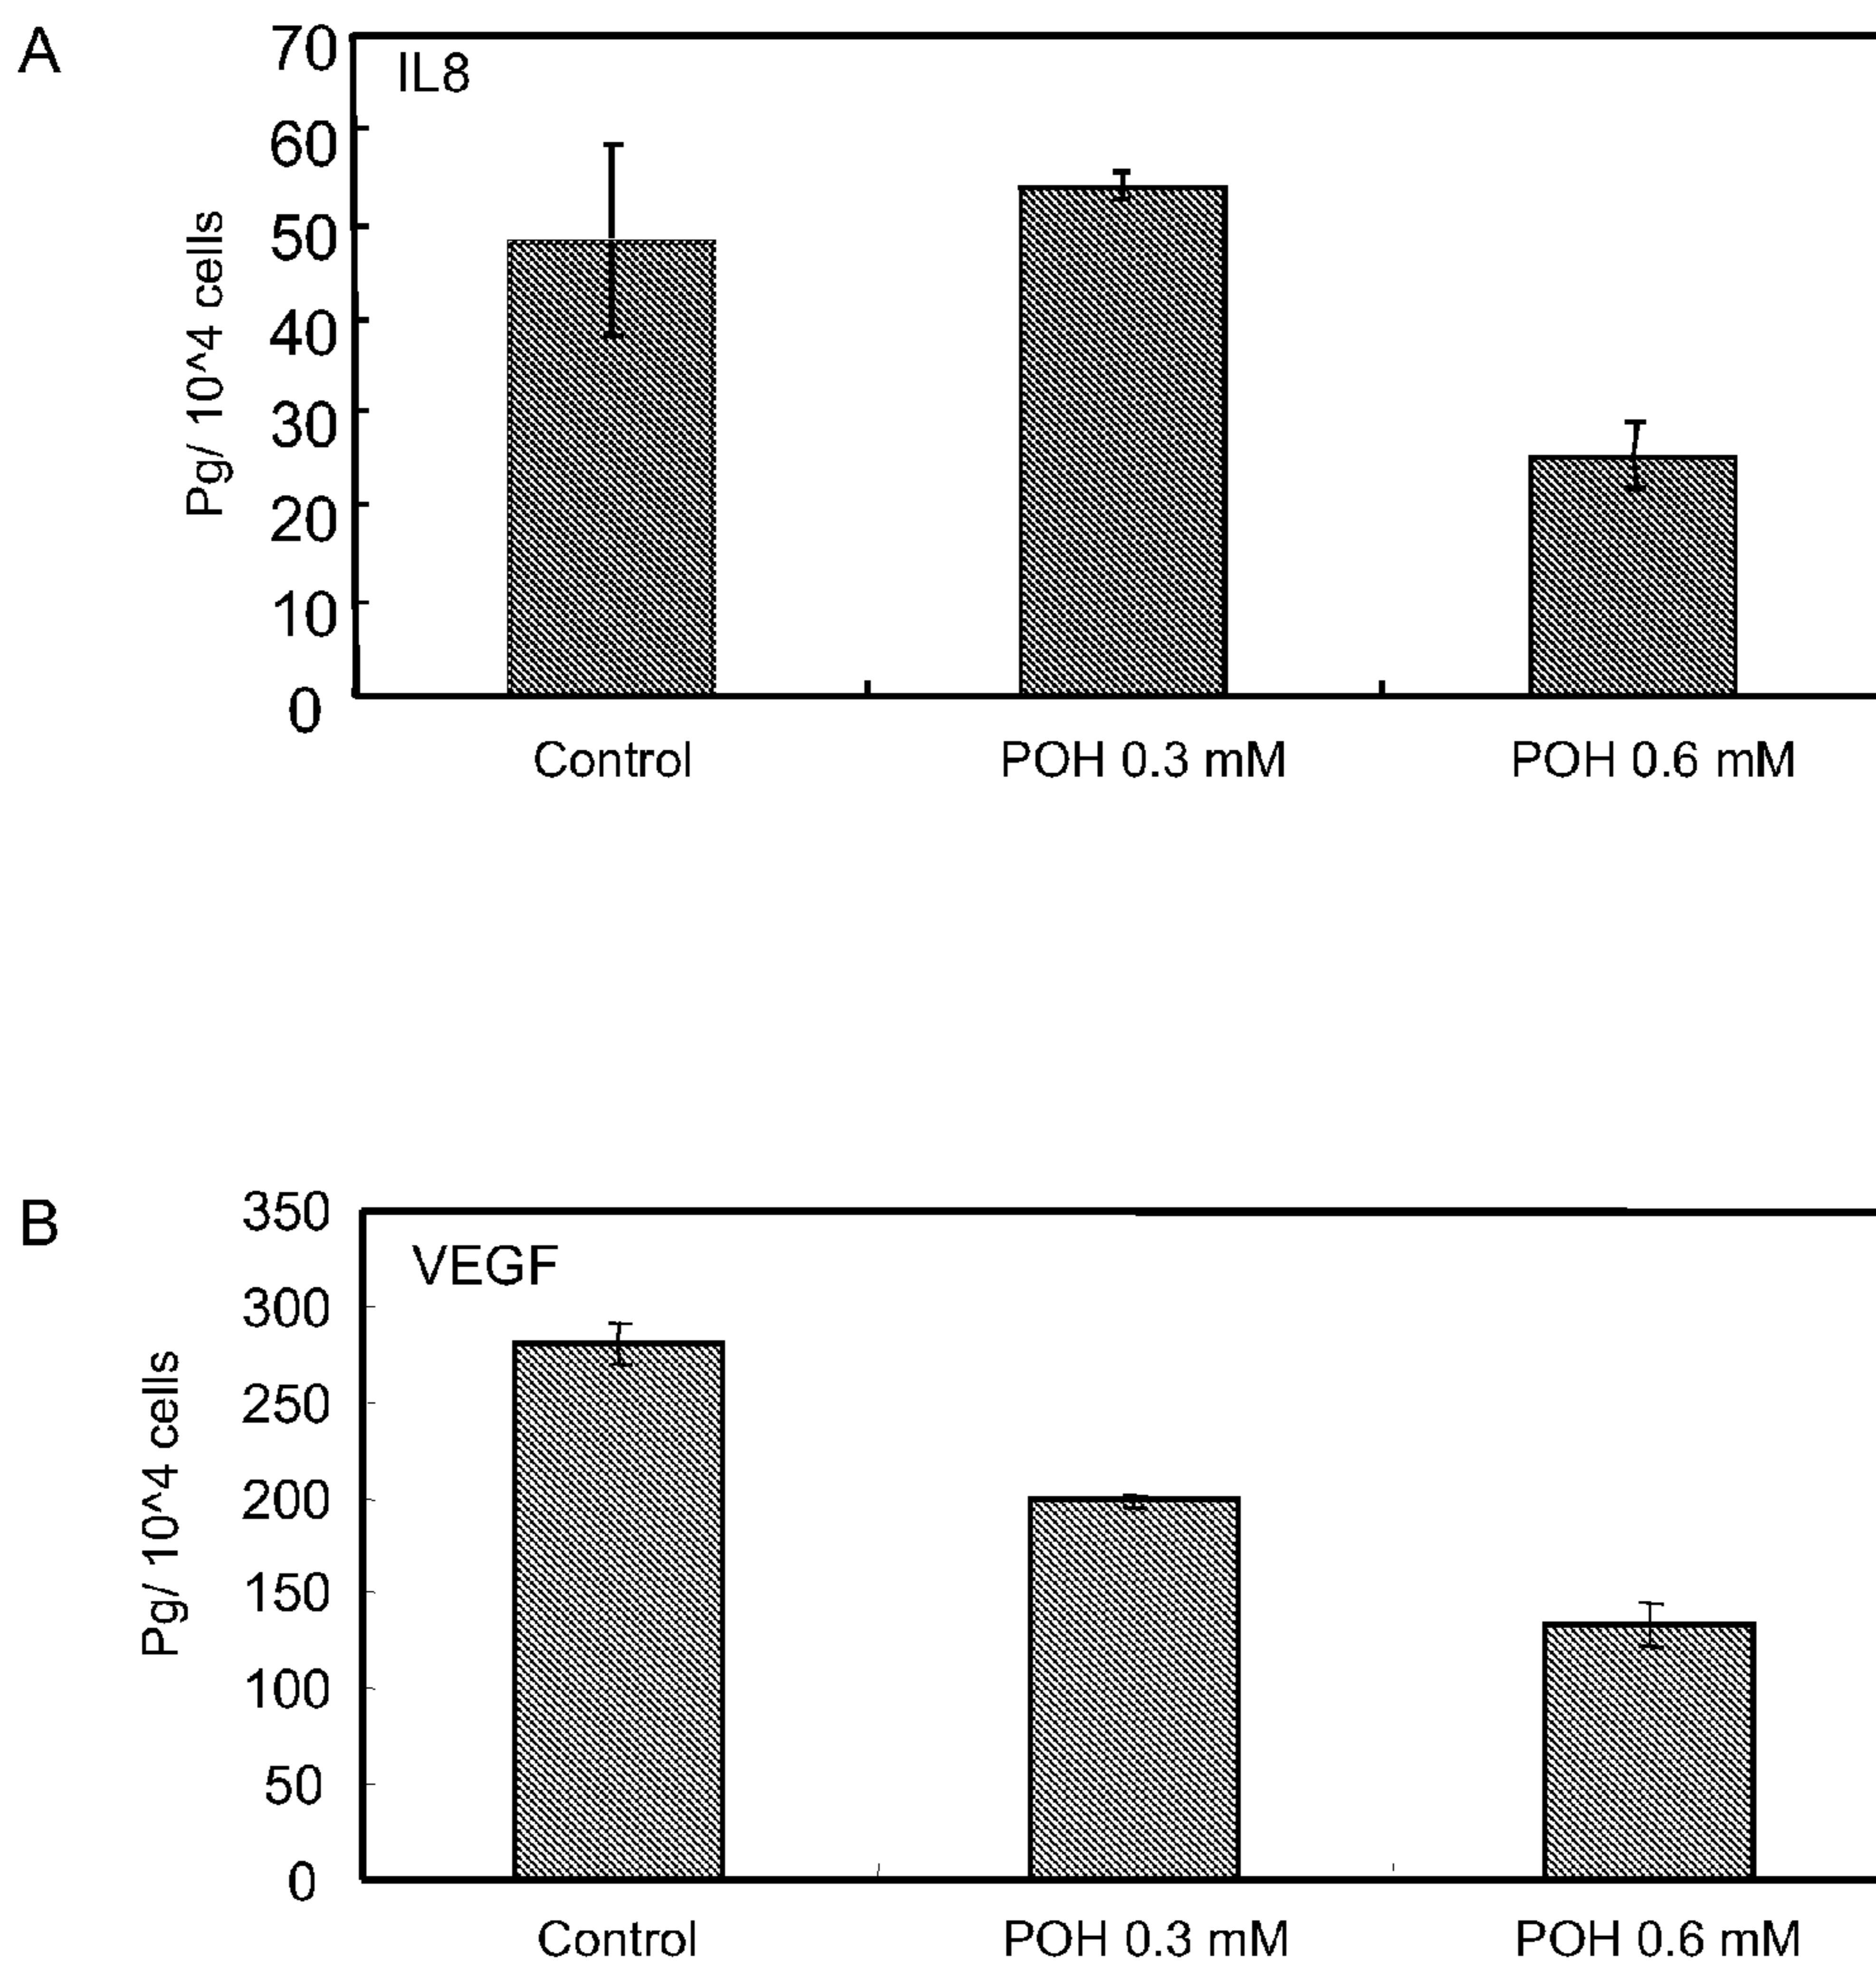 A
70
IL8
60
50
40
30
20
10
0
Pg/ 10^4 cells
Control
POH 0.3 mM
POH 0.6 mM
B
350
VEGF
300
250
200
150
100
50
0
Pg/ 10^4 cells
Control
POH 0.3 mM
POH 0.6 mM